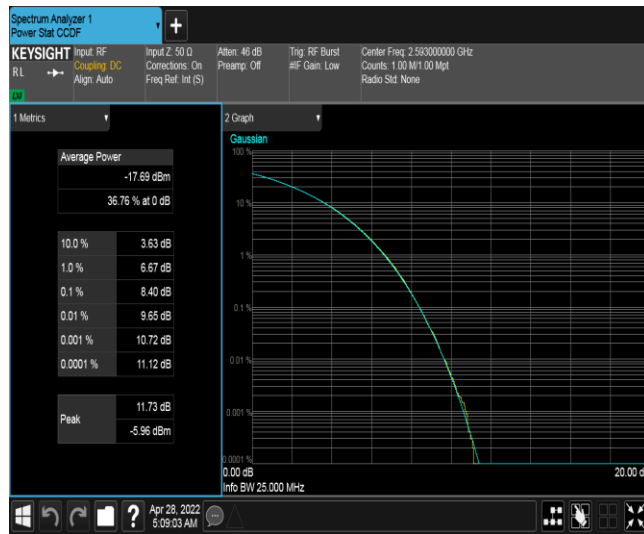 Spectrum Analyzer 1
Power Stat CCDF
+
KEYSIGHT
RL
Input: RF
Coupling: DC
Align: Auto
Input Z: 50 Ω
Corrections: On
Freq Ref: Int (S)
Atten: 46 dB
Preamp: Off
Trig: RF Burst
#IF Gain: Low
Center Freq: 2.593000000 GHz
Counts: 1.00 M/1.00 Mpt
Radio Std: None
1 Metrics
Average Power
-17.69 dBm
36.76 % at 0 dB
10.0 % 3.63 dB
1.0 % 6.67 dB
0.1 % 8.40 dB
0.01 % 9.65 dB
0.001 % 10.72 dB
0.0001 % 11.12 dB
Peak
11.73 dB
-5.96 dBm
2 Graph
Gaussian
100 %
10 %
1 %
0.1 %
0.01 %
0.001 %
0.0001 %
0.00 dB
20.00 d
Info BW 25.000 MHz
?
Apr 28, 2022
5:09:03 AM